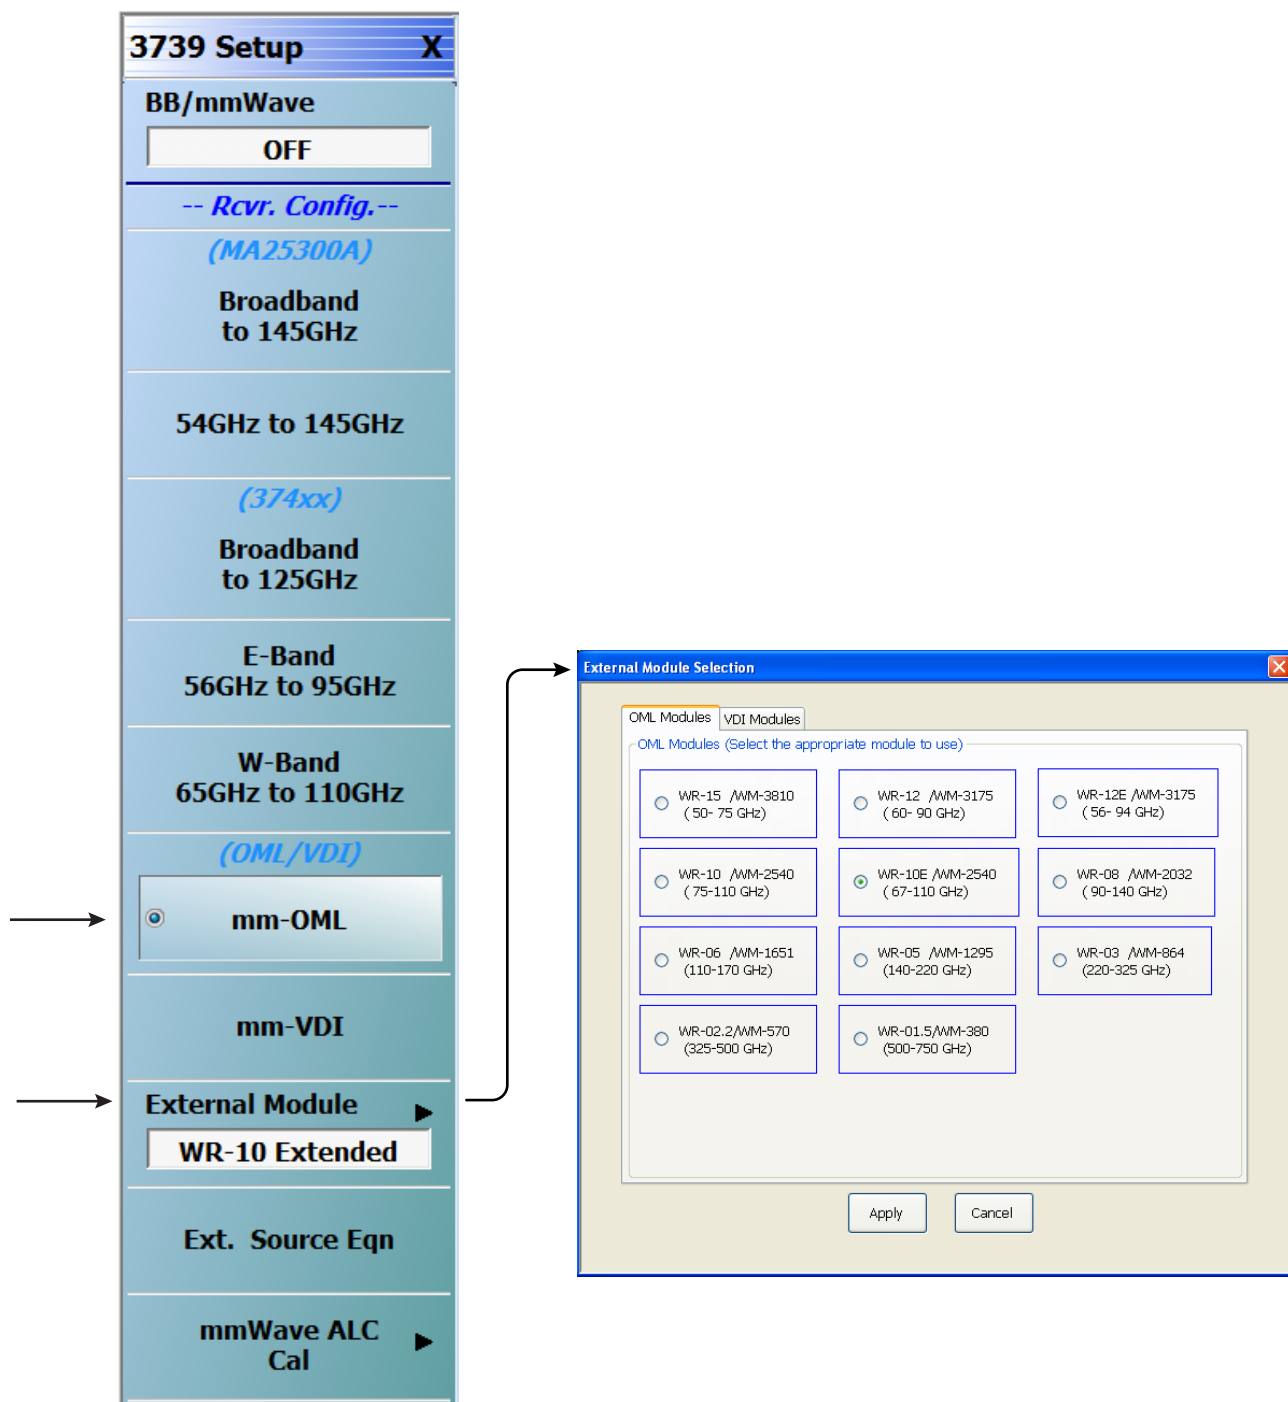 3739 Setup X
BB/mmWave
OFF
-- Rcvr. Config.--
(MA25300A)
Broadband
to 145GHz
54GHz to 145GHz
(374xx)
Broadband
to 125GHz
E-Band
56GHz to 95GHz
W-Band
65GHz to 110GHz
(OML/VDI)
mm-OML
mm-VDI
External Module
WR-10 Extended
Ext. Source Eqn
mmWave ALC
Cal
External Module Selection
OML Modules VDI Modules
OML Modules (Select the appropriate module to use)
WR-15 /WM-3810
( 50- 75 GHz)
WR-12 /WM-3175
( 60- 90 GHz)
WR-12E /WM-3175
( 56- 94 GHz)
WR-10 /WM-2540
( 75-110 GHz)
WR-10E /WM-2540
( 67-110 GHz)
WR-08 /WM-2032
( 90-140 GHz)
WR-06 /WM-1651
(110-170 GHz)
WR-05 /WM-1295
(140-220 GHz)
WR-03 /WM-864
(220-325 GHz)
WR-02.2/WM-570
(325-500 GHz)
WR-01.5/WM-380
(500-750 GHz)
Apply Cancel